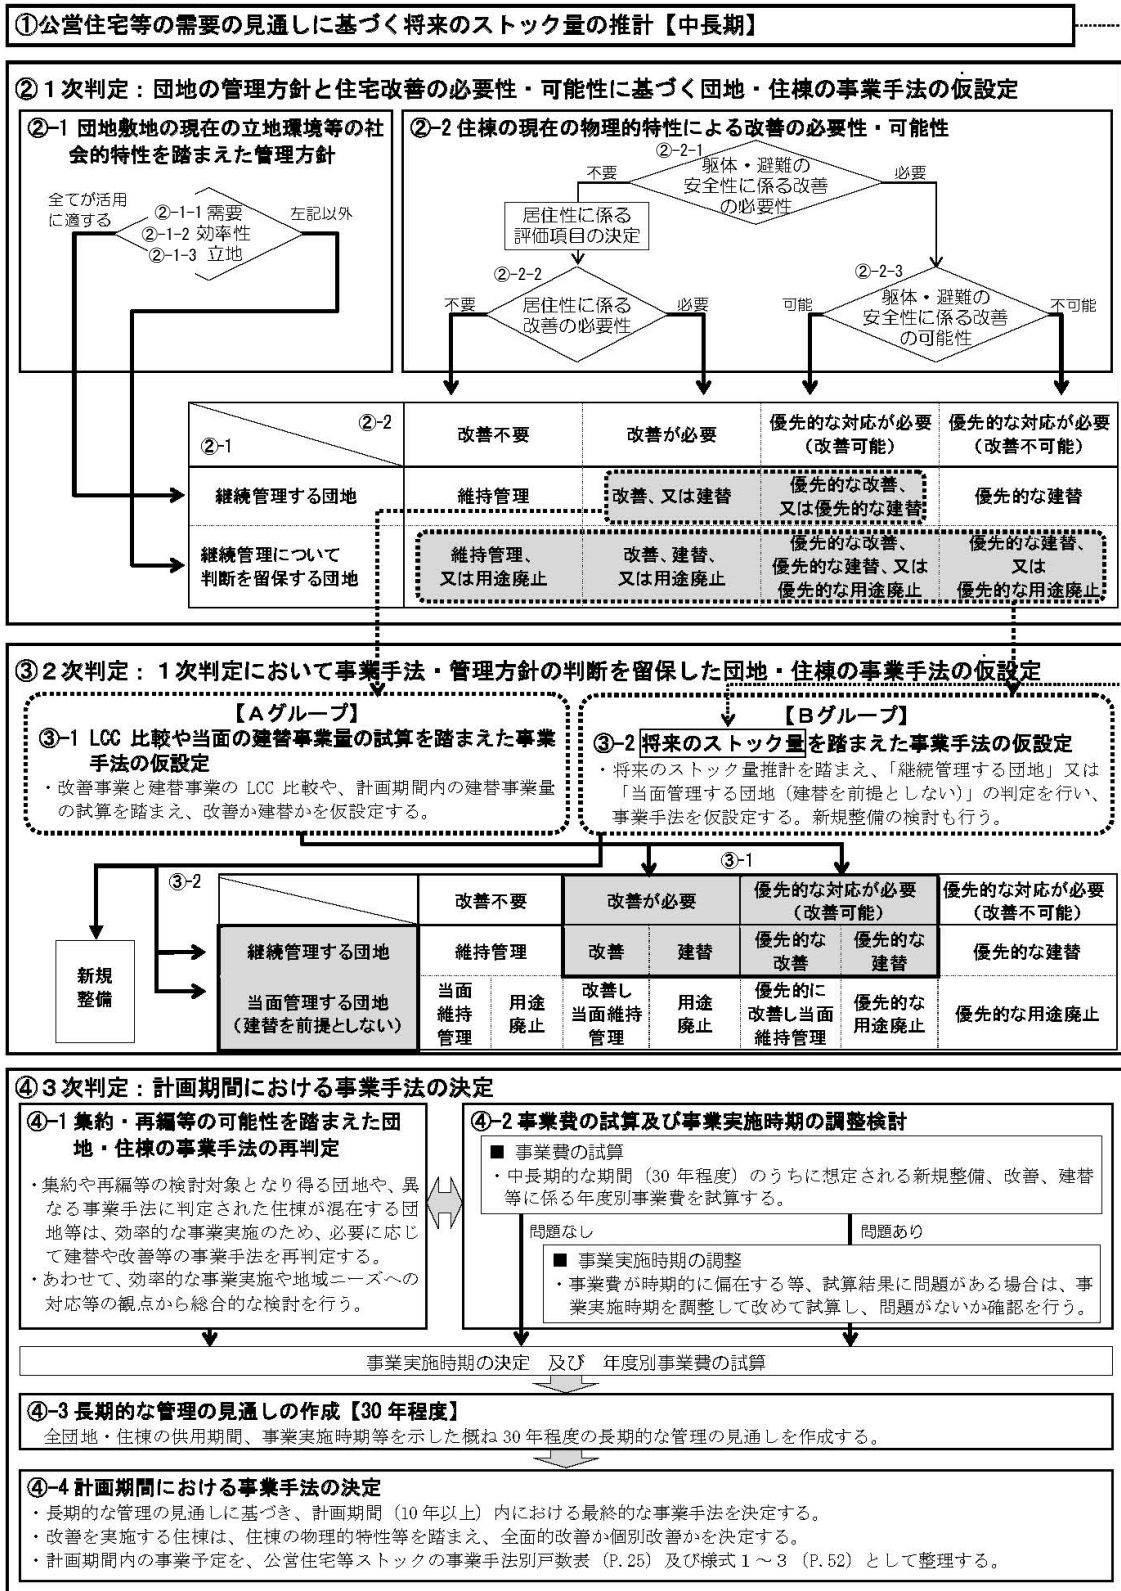 ①公営住宅等の需要の見通しに基づく将来のストック量の推計【中長期】
②1次判定：団地の管理方針と住宅改善の必要性・可能性に基づく団地・住棟の事業手法の仮設定
②-1 団地敷地の現在の立地環境等の社
会的特性を踏まえた管理方針
全てが活用
に適する
②-1-1 需要
②-1-2 効率性
②-1-3 立地
左記以外
②-2 住棟の現在の物理的特性による改善の必要性・可能性
②-2-1
躯体・避難の
安全性に係る改善
の必要性
不要
必要
居住性に係る
評価項目の決定
②-2-2
居住性に係る
改善の必要性
不要
必要
②-2-3
躯体・避難の
安全性に係る改善
の可能性
可能
不可能
②-2
②-1
改善不要
改善が必要
優先的な対応が必要
（改善可能）
優先的な対応が必要
（改善不可能）
継続管理する団地
維持管理
改善、又は建替
優先的な改善、
又は優先的な建替
優先的な建替
継続管理について
判断を留保する団地
維持管理、
又は用途廃止
改善、建替、
又は用途廃止
優先的な改善、
優先的な建替、又は
優先的な用途廃止
優先的な建替、
又は
優先的な用途廃止
③2次判定：1次判定において事業手法・管理方針の判断を留保した団地・住棟の事業手法の仮設定
【Aグループ】
③-1 LCC 比較や当面の建替事業量の試算を踏まえた事業
手法の仮設定
・改善事業と建替事業の LCC 比較や、計画期間内の建替事業量
の試算を踏まえ、改善か建替かを仮設定する。
【Bグループ】
③-2 将来のストック量を踏まえた事業手法の仮設定
・将来のストック量推計を踏まえ、「継続管理する団地」又は
「当面管理する団地（建替を前提としない）」の判定を行い、
事業手法を仮設定する。新規整備の検討も行う。
③-1
③-2
新規
整備
改善不要
改善が必要
優先的な対応が必要
（改善可能）
優先的な対応が必要
（改善不可能）
継続管理する団地
維持管理
改善
建替
優先的な
改善
優先的な
建替
優先的な建替
当面管理する団地
（建替を前提としない）
当面
維持
管理
用途
廃止
改善し
当面維持
管理
用途
廃止
優先的に
改善し当面
維持管理
優先的な
用途廃止
優先的な用途廃止
④3次判定：計画期間における事業手法の決定
④-1 集約・再編等の可能性を踏まえた団
地・住棟の事業手法の再判定
・集約や再編等の検討対象となり得る団地や、異
なる事業手法に判定された住棟が混在する団
地等は、効率的な事業実施のため、必要に応じ
て建替や改善等の事業手法を再判定する。
・あわせて、効率的な事業実施や地域ニーズへの
対応等の観点から総合的な検討を行う。
④-2 事業費の試算及び事業実施時期の調整検討
■ 事業費の試算
・中長期的な期間（30 年程度）のうちに想定される新規整備、改善、建替
等に係る年度別事業費を試算する。
問題なし
問題あり
■ 事業実施時期の調整
・事業費が時期的に偏在する等、試算結果に問題がある場合は、事
業実施時期を調整して改めて試算し、問題がないか確認を行う。
事業実施時期の決定 及び 年度別事業費の試算
④-3 長期的な管理の見通しの作成【30 年程度】
全団地・住棟の供用期間、事業実施時期等を示した概ね 30 年程度の長期的な管理の見通しを作成する。
④-4 計画期間における事業手法の決定
・長期的な管理の見通しに基づき、計画期間（10 年以上）内における最終的な事業手法を決定する。
・改善を実施する住棟は、住棟の物理的特性等を踏まえ、全面的改善か個別改善かを決定する。
・計画期間内の事業予定を、公営住宅等ストックの事業手法別戸数表（P.25）及び様式1～3（P.52）として整理する。